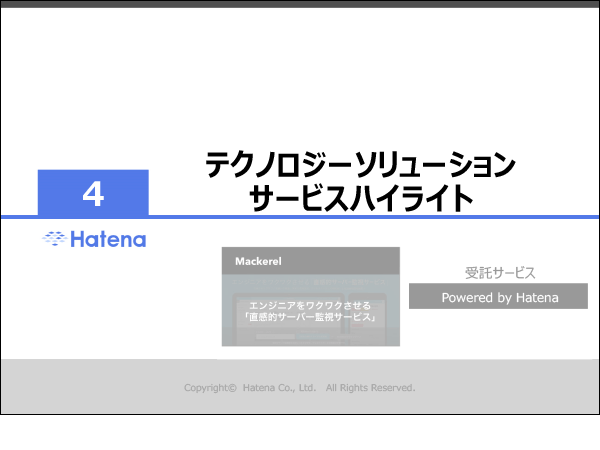 テクノロジーソリューション
サービスハイライト
4
Hatena
Mackerel
エンジニアをワクワクさせる
「直感的サーバー監視サービス」
受託サービス
Powered by Hatena
Copyright© Hatena Co., Ltd. All Rights Reserved.